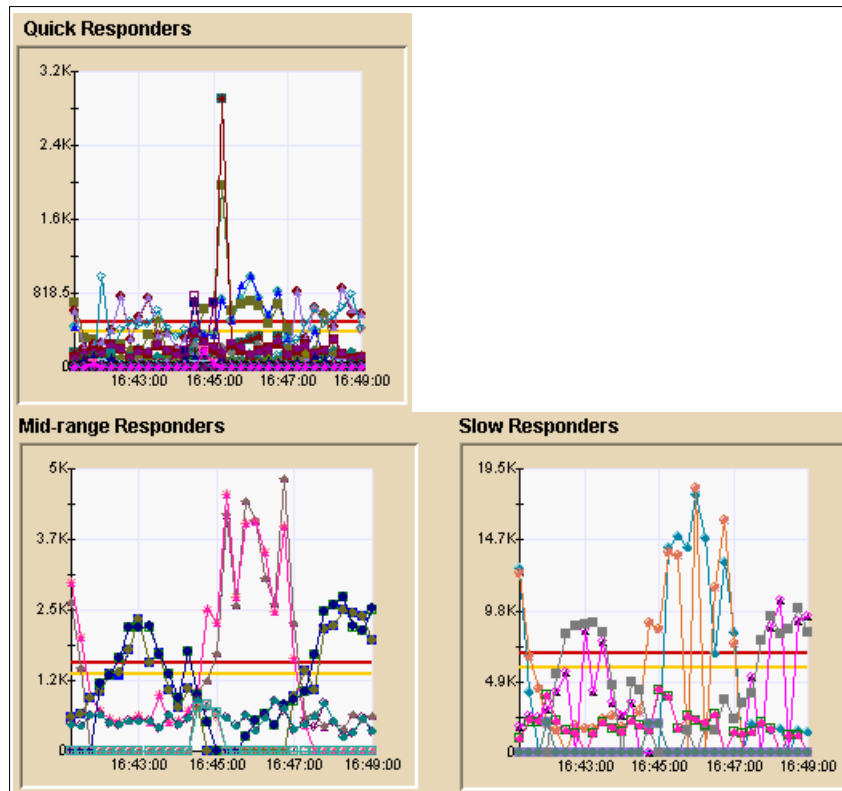 Quick Responders
3.2K
2.4K
1.6K
818.5
0
16:43:00 16:45:00 16:47:00 16:49:00
Mid-range Responders
5K
3.7K
2.5K
1.2K
0
16:43:00 16:45:00 16:47:00 16:49:00
Slow Responders
19.5K
14.7K
9.8K
4.9K
0
16:43:00 16:45:00 16:47:00 16:49:00